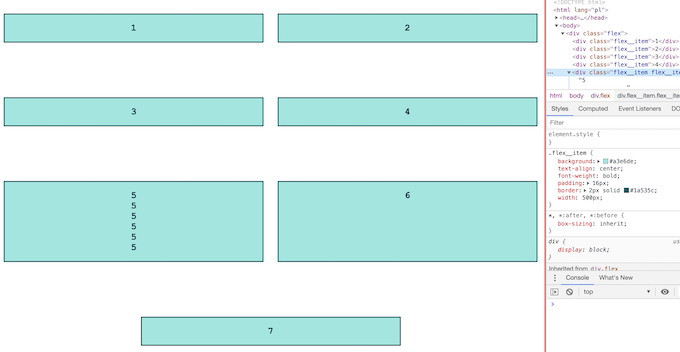 1
2
3
4
5
5
5
5
5
5
6
7
<!DOCTYPE html>
<html lang="pl">
<head>…</head>
<body>
<div class="flex">
<div class="flex__item">1</div>
<div class="flex__item">2</div>
<div class="flex__item">3</div>
<div class="flex__item">4</div>
<div class="flex__item flex__ite
"5
html body div.flex div.flex__item.flex__ite
Styles Computed Event Listeners DO
Filter
element.style {
}
.flex__item {
background: #a3e6de;
text-align: center;
font-weight: bold;
padding: 16px;
border: 2px solid #1a535c;
width: 500px;
}
*, *:after, *:before {
box-sizing: inherit;
}
div { us
display: block;
}
Inherited from div.flex
Console What's New
top